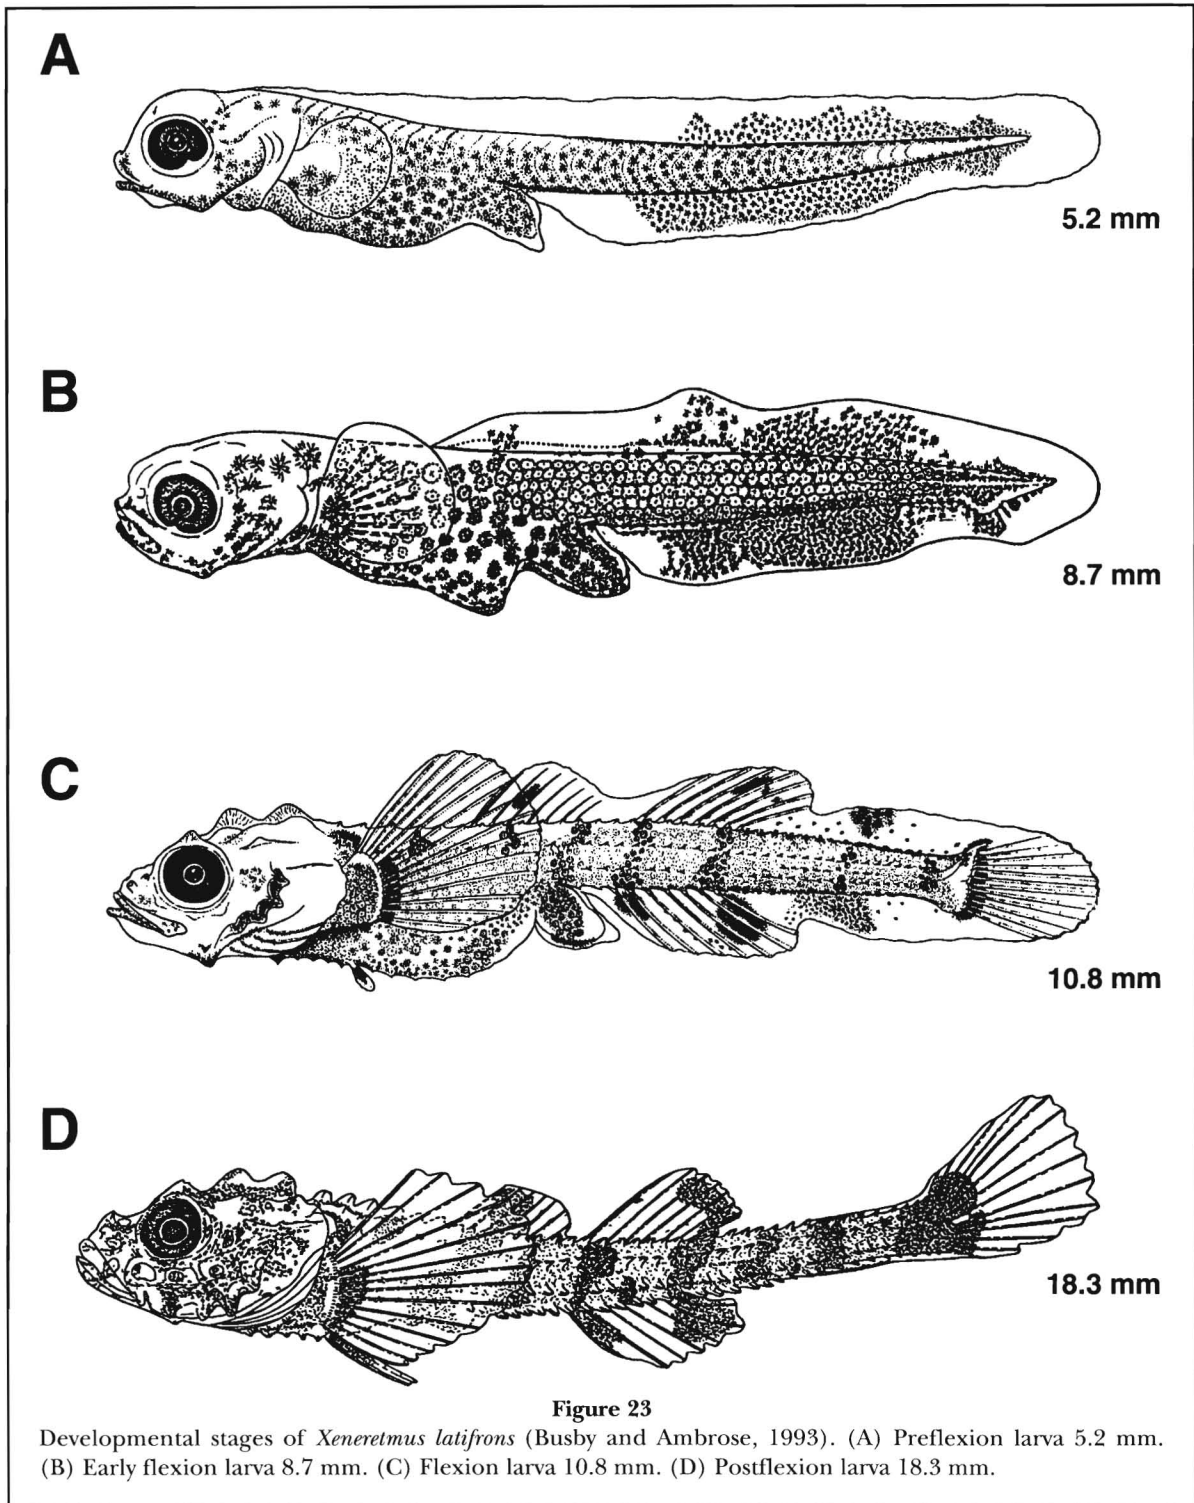 A
5.2 mm
B
8.7 mm
C
10.8 mm
D
18.3 mm
Figure 23
Developmental stages of Xeneretmus latifrons (Busby and Ambrose, 1993). (A) Preflexion larva 5.2 mm.
(B) Early flexion larva 8.7 mm. (C) Flexion larva 10.8 mm. (D) Postflexion larva 18.3 mm.